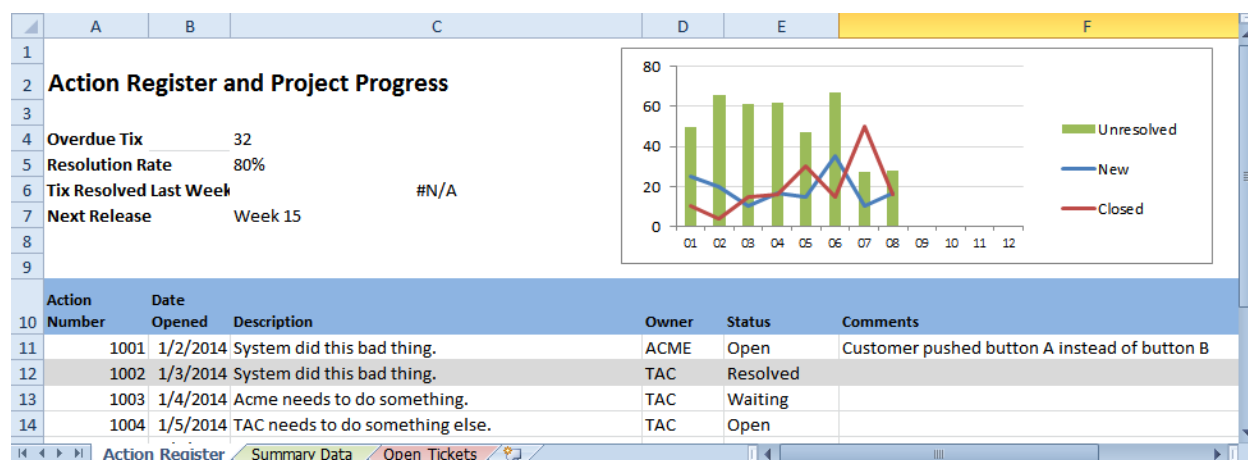 A B C D E F
1
2 Action Register and Project Progress
3
4 Overdue Tix 32
5 Resolution Rate 80%
6 Tix Resolved Last Week #N/A
7 Next Release Week 15
8
9
80
60
40
20
0
01 02 03 04 05 06 07 08 09 10 11 12
Unresolved
New
Closed
Action Date
10 Number Opened Description Owner Status Comments
11 1001 1/2/2014 System did this bad thing. ACME Open Customer pushed button A instead of button B
12 1002 1/3/2014 System did this bad thing. TAC Resolved
13 1003 1/4/2014 Acme needs to do something. TAC Waiting
14 1004 1/5/2014 TAC needs to do something else. TAC Open
Action Register Summary Data Open Tickets